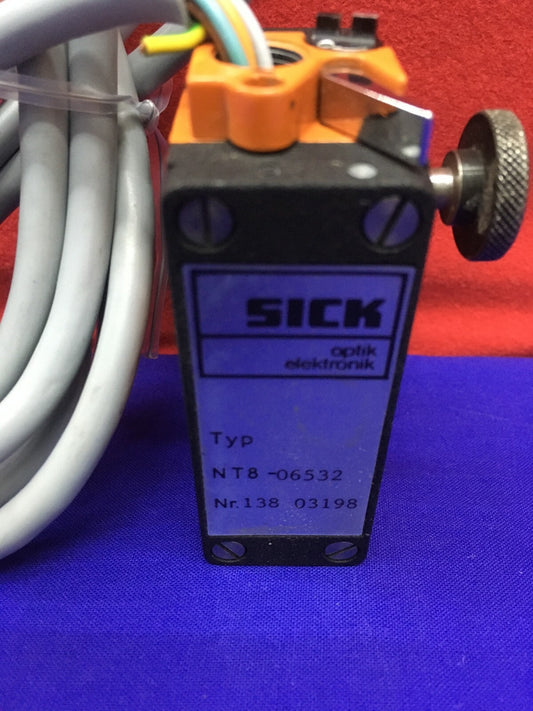 SICK
optik
elektronik
Typ
NT8-06532
Nr. 138 03198